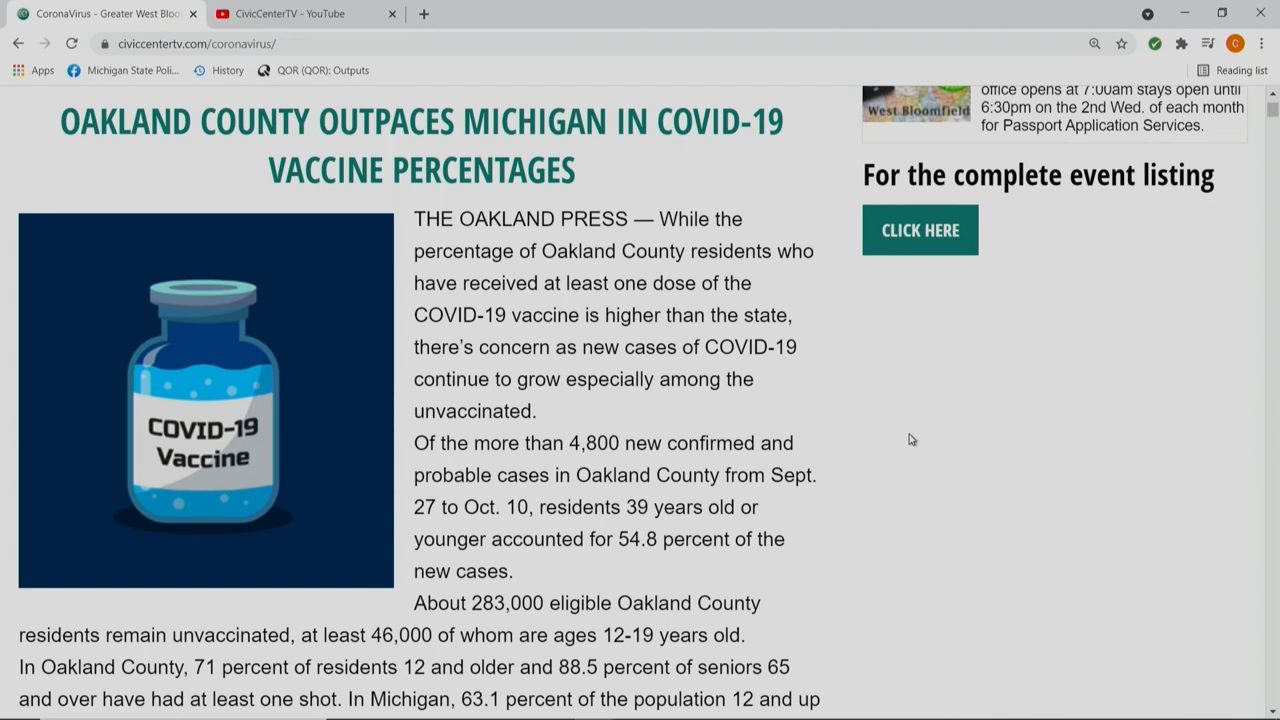 CoronaVirus - Greater West Bloo
CivicCenterTV - YouTube
civiccentertv.com/coronavirus/
C
Apps
Michigan State Poli...
History
QOR (QOR): Outputs
Reading list
OAKLAND COUNTY OUTPACES MICHIGAN IN COVID-19
VACCINE PERCENTAGES
COVID-19
Vaccine
THE OAKLAND PRESS — While the
percentage of Oakland County residents who
have received at least one dose of the
COVID-19 vaccine is higher than the state,
there's concern as new cases of COVID-19
continue to grow especially among the
unvaccinated.
Of the more than 4,800 new confirmed and
probable cases in Oakland County from Sept.
27 to Oct. 10, residents 39 years old or
younger accounted for 54.8 percent of the
new cases.
About 283,000 eligible Oakland County
residents remain unvaccinated, at least 46,000 of whom are ages 12-19 years old.
In Oakland County, 71 percent of residents 12 and older and 88.5 percent of seniors 65
and over have had at least one shot. In Michigan, 63.1 percent of the population 12 and up
West Bloomfield
office opens at 7:00am stays open until
6:30pm on the 2nd Wed. of each month
for Passport Application Services.
For the complete event listing
CLICK HERE